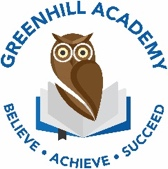 GREENHILL ACADEMY
BELIEVE • ACHIEVE • SUCCEED